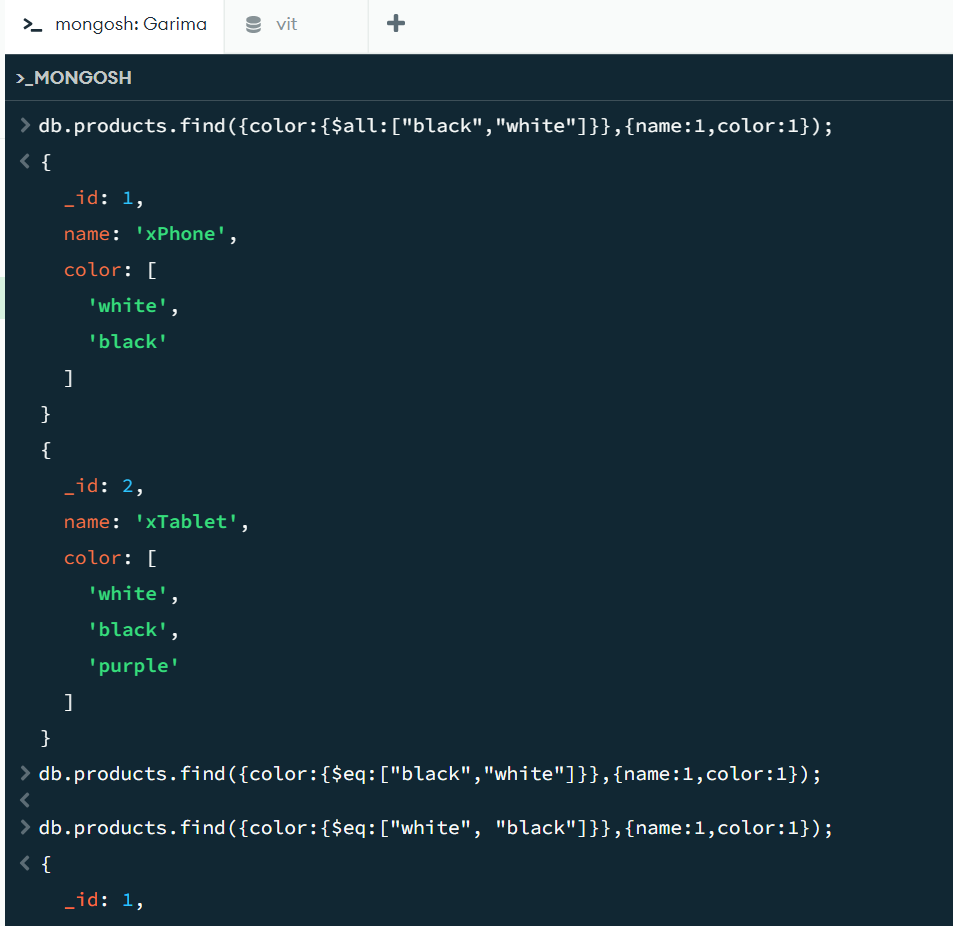 >_ mongosh: Garima vit +
>_MONGOSH
> db.products.find({color:{$all:["black","white"]}},{name:1,color:1});
< {
_id: 1,
name: 'xPhone',
color: [
'white',
'black'
]
}
{
_id: 2,
name: 'xTablet',
color: [
'white',
'black',
'purple'
]
}
> db.products.find({color:{$eq:["black","white"]}},{name:1,color:1});
<
> db.products.find({color:{$eq:["white", "black"]}},{name:1,color:1});
< {
_id: 1,